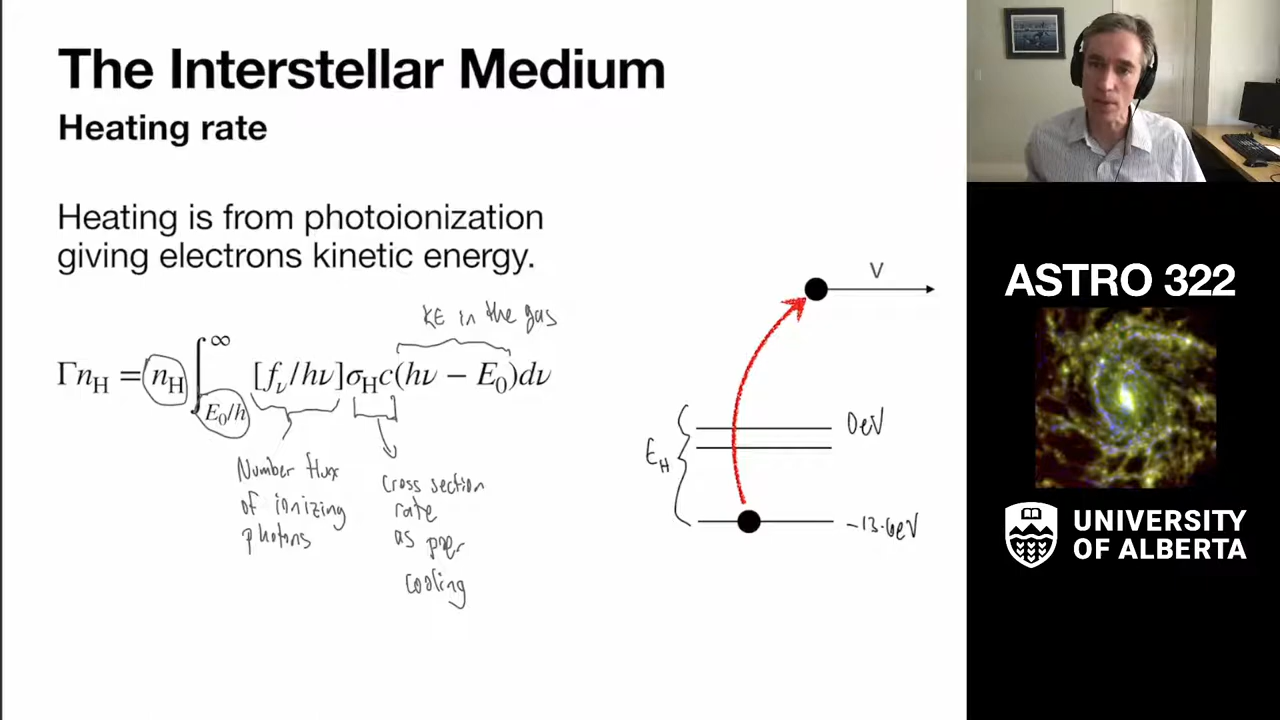 The Interstellar Medium
Heating rate
Heating is from photoionization
giving electrons kinetic energy.
KE in the gas
Γn_H = n_H ∫_{E₀/h}^{∞} [f_ν/hν]σ_H c(hν − E₀)dν
Number flux
of ionizing
photons
Cross section
rate
as per
cooling
V
0eV
E_H
-13.6eV
ASTRO 322
UNIVERSITY
OF ALBERTA